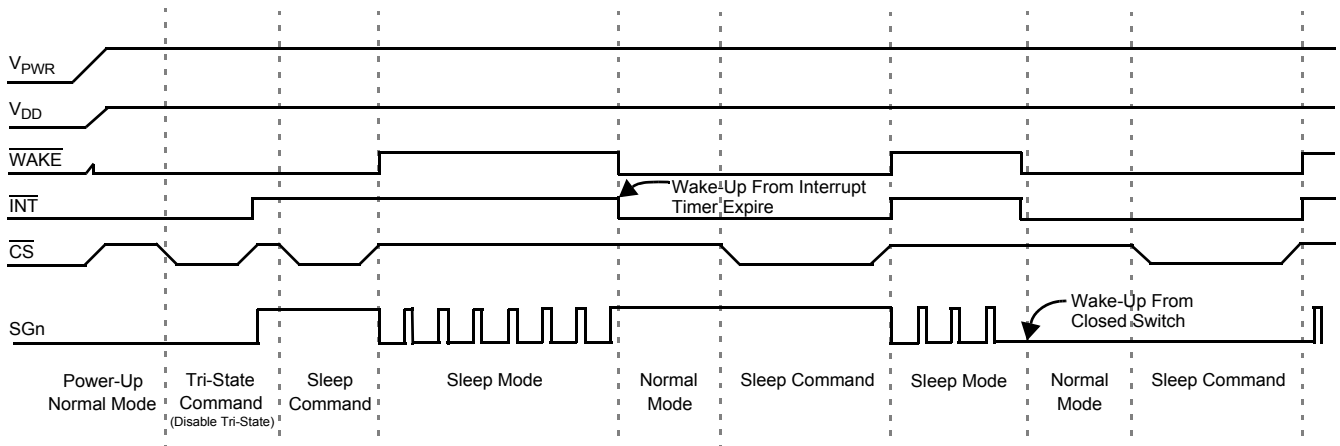 VPWR
VDD
WAKE
INT
Wake-Up From Interrupt
Timer Expire
CS
SGn
Wake-Up From
Closed Switch
Power-Up
Normal Mode
Tri-State
Command
(Disable Tri-State)
Sleep
Command
Sleep Mode
Normal
Mode
Sleep Command
Sleep Mode
Normal
Mode
Sleep Command